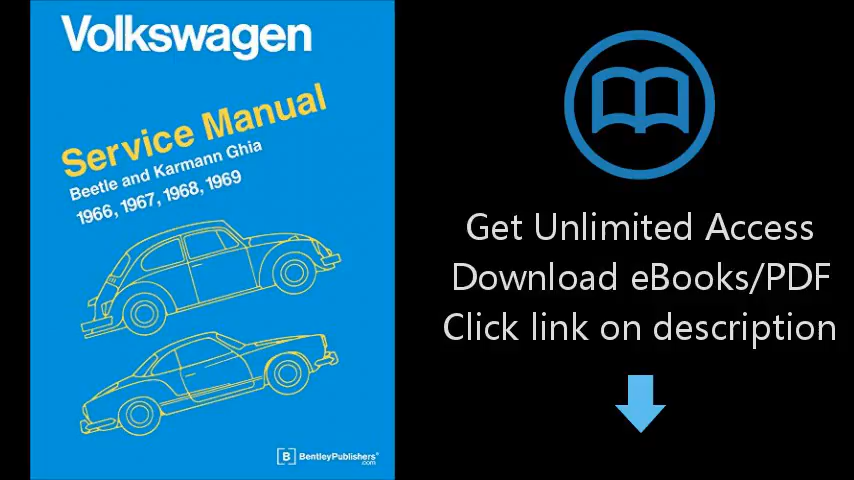 Volkswagen
Service Manual
Beetle and Karmann Ghia
1966, 1967, 1968, 1969
B BentleyPublishers®
.com
Get Unlimited Access
Download eBooks/PDF
Click link on description